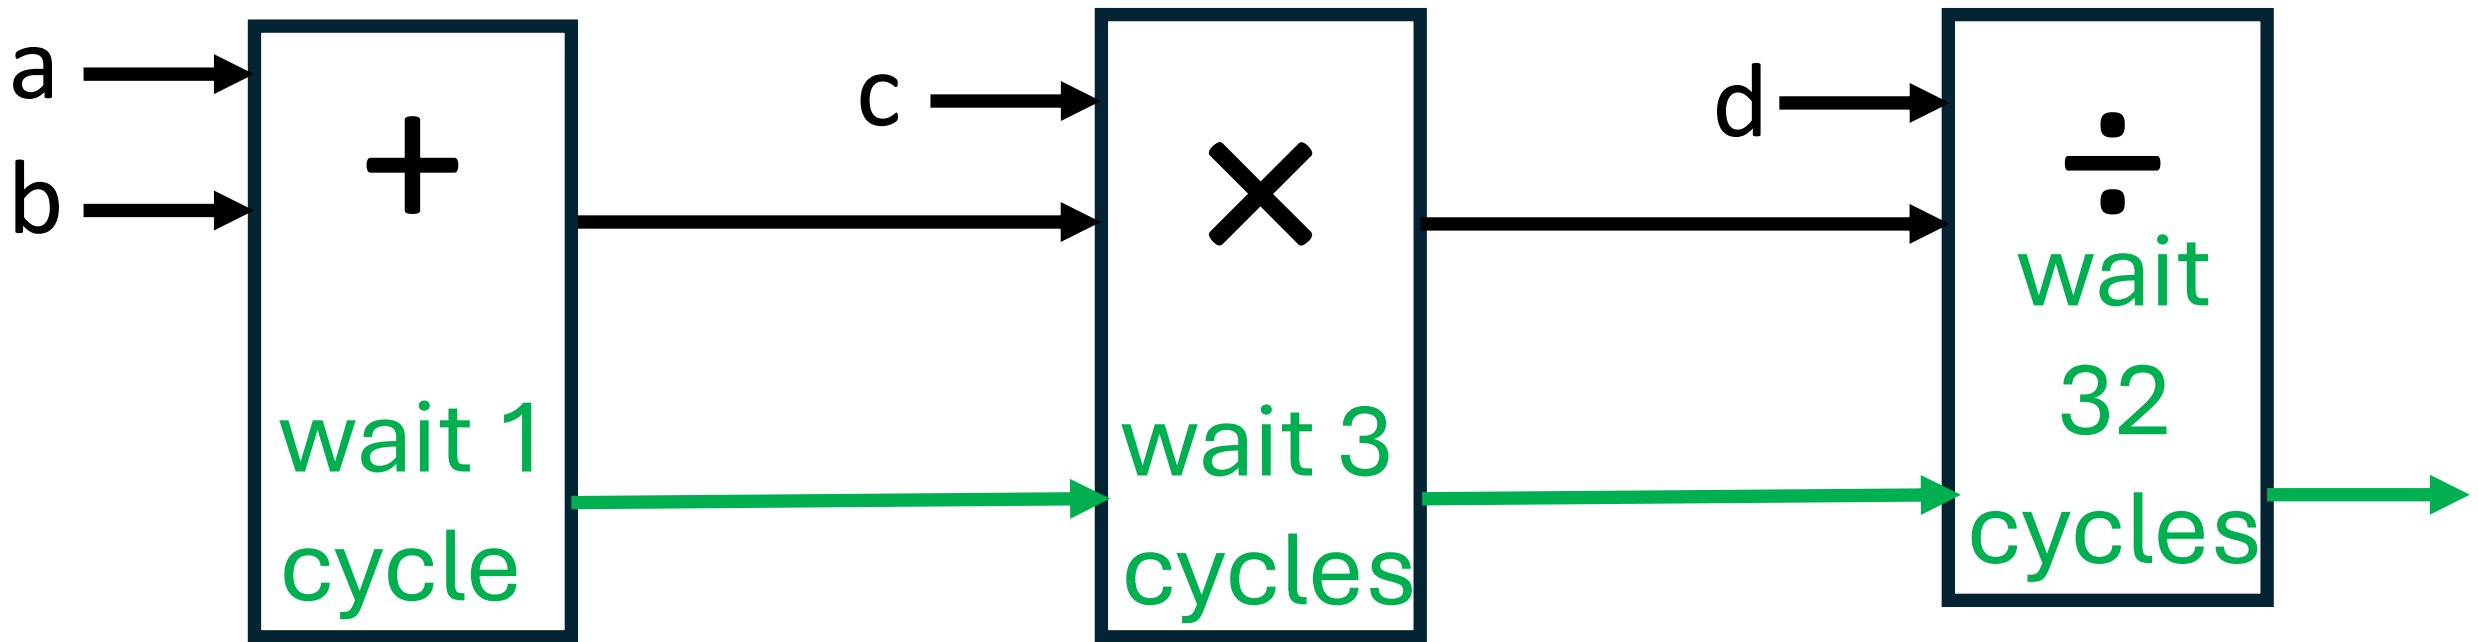 a
b
+
wait 1
cycle
c
×
wait 3
cycles
d
÷
wait
32
cycles